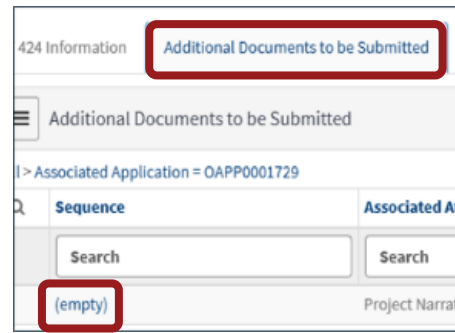 424 Information Additional Documents to be Submitted
Additional Documents to be Submitted
> Associated Application = OAPP0001729
Sequence Associated
Search Search
(empty) Project